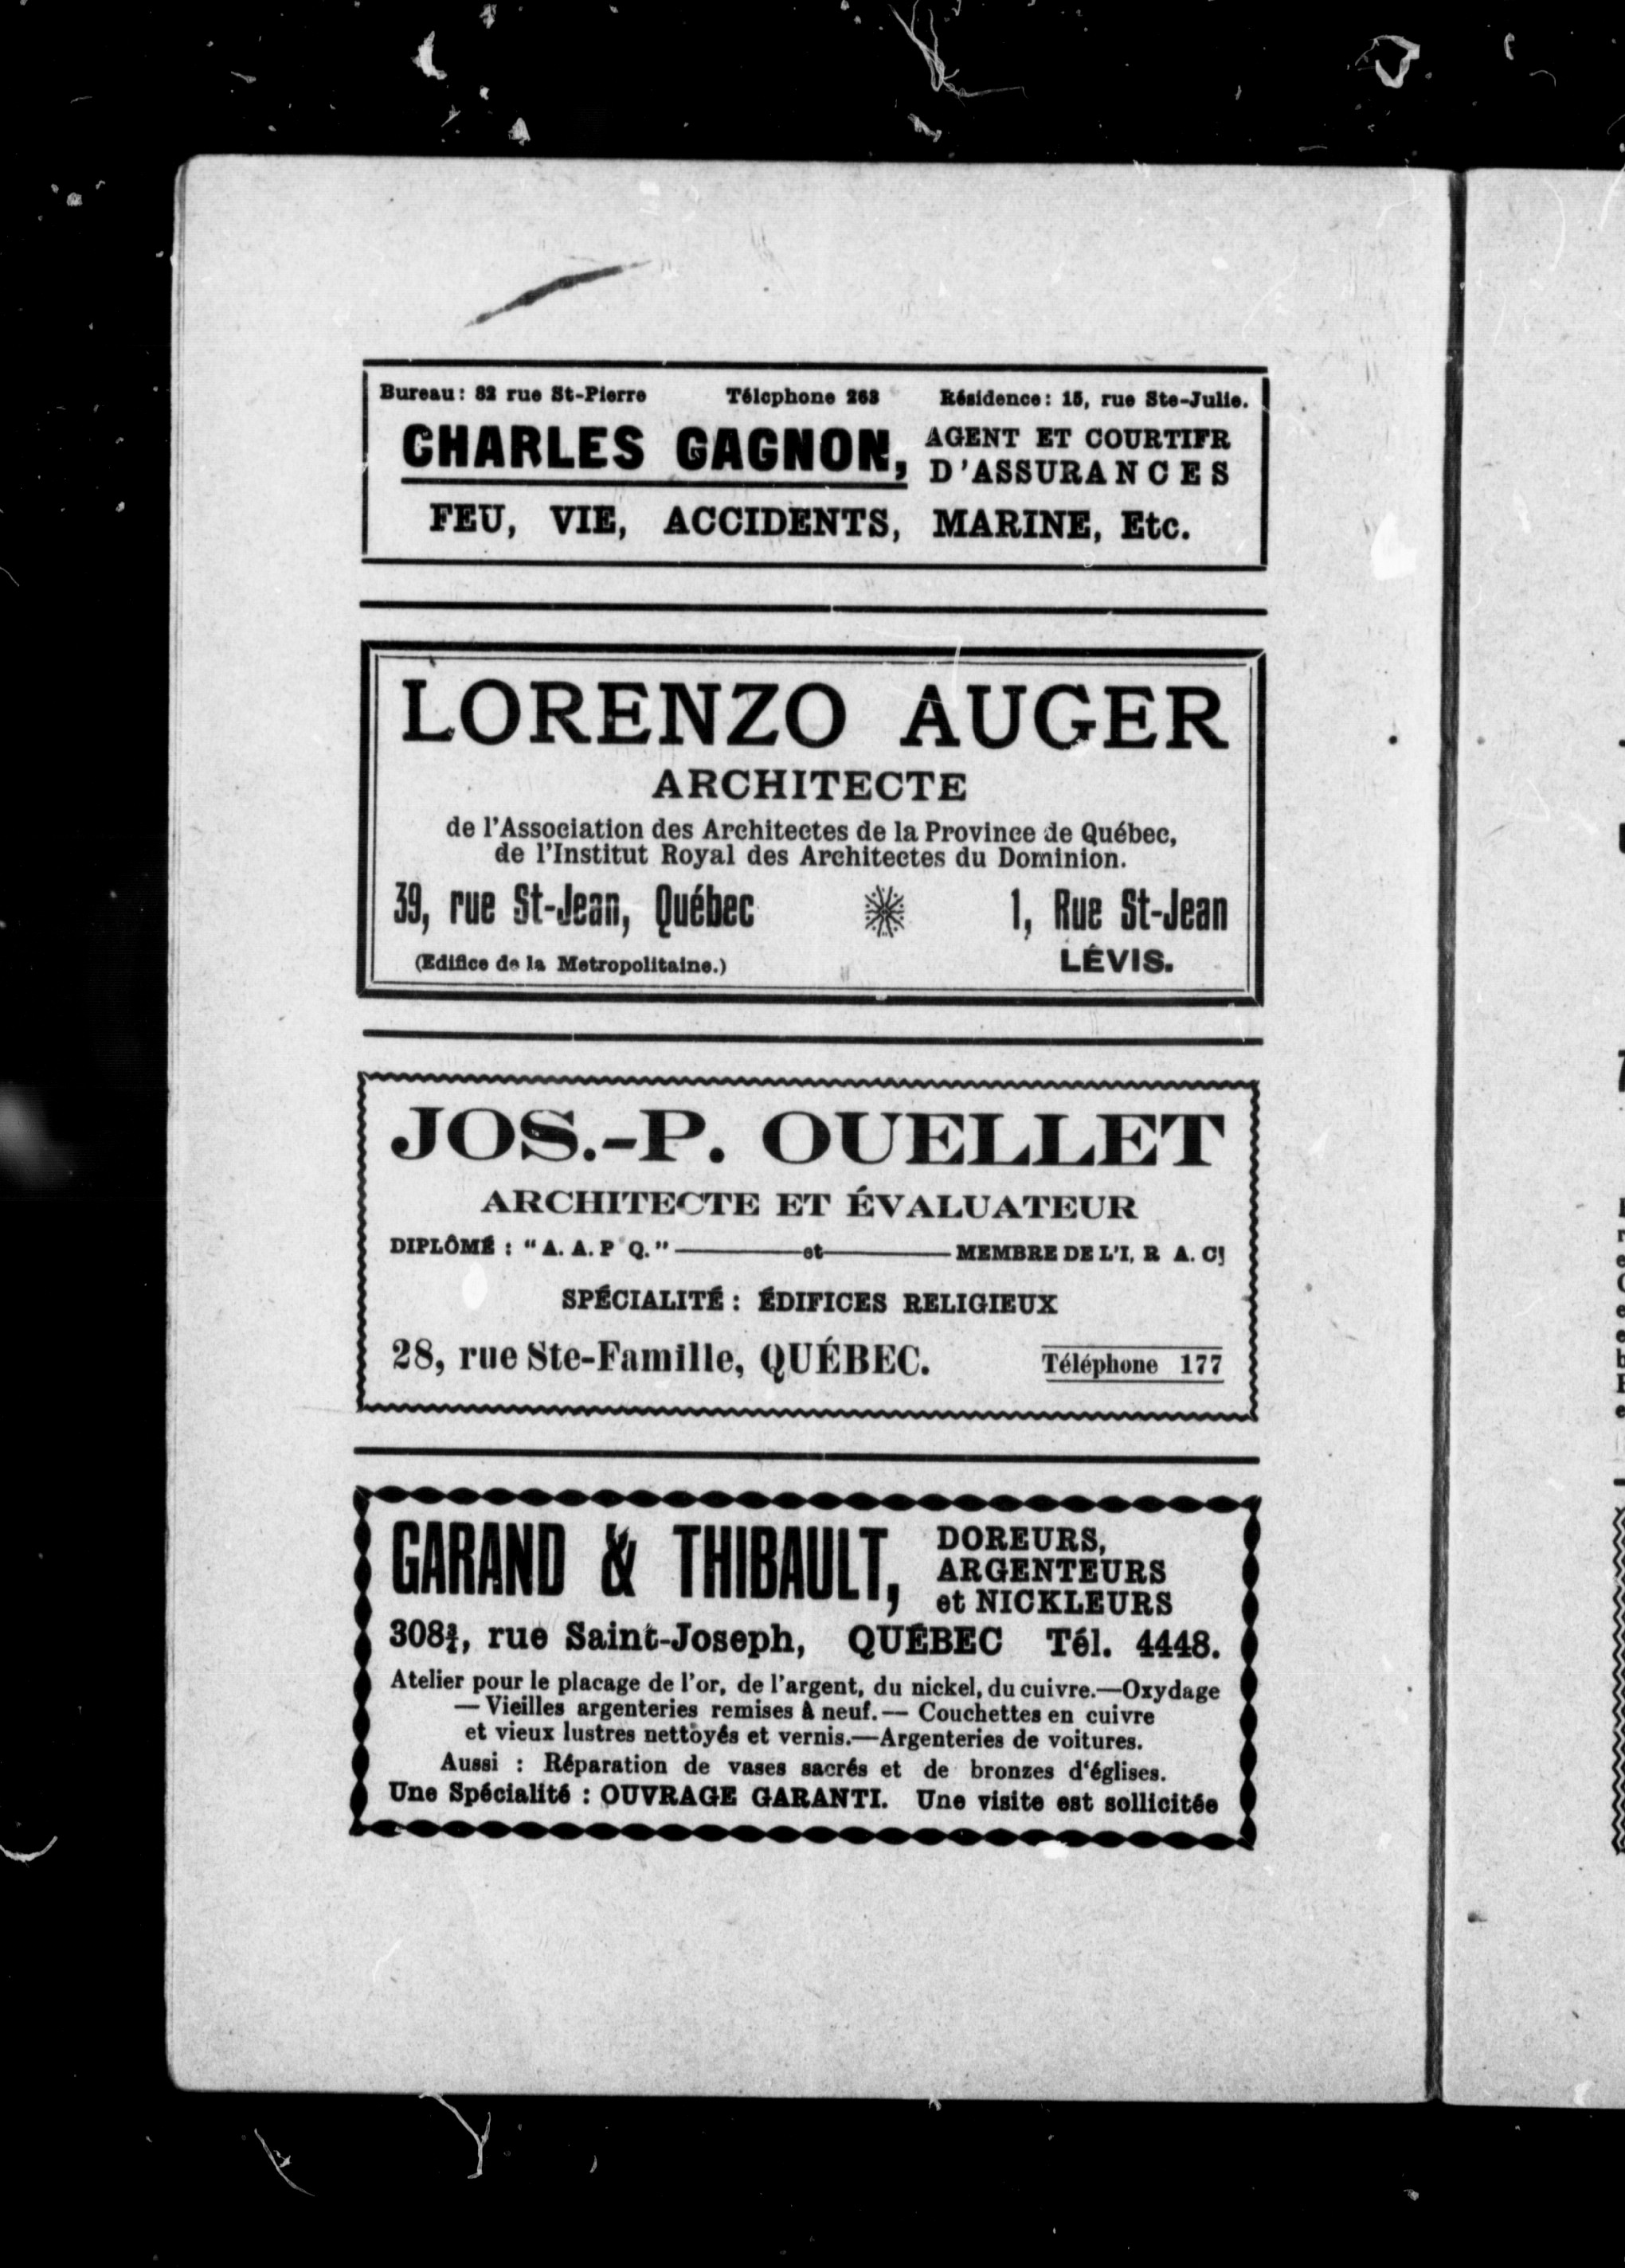 Bureau: 82 rue St-Pierre Téléphone 263 Résidence: 15, rue Ste-Julie.
CHARLES GAGNON, AGENT ET COURTIER
D'ASSURANCES
FEU, VIE, ACCIDENTS, MARINE, Etc.
LORENZO AUGER
ARCHITECTE
de l'Association des Architectes de la Province de Québec,
de l'Institut Royal des Architectes du Dominion.
39, rue St-Jean, Québec 1, Rue St-Jean
(Edifice de la Metropolitaine.) LÉVIS.
JOS.-P. OUELLET
ARCHITECTE ET ÉVALUATEUR
DIPLÔMÉ : "A. A. P Q."——et——MEMBRE DE L'I, R A. C
SPÉCIALITÉ : ÉDIFICES RELIGIEUX
28, rue Ste-Famille, QUÉBEC. Téléphone 177
GARAND & THIBAULT, DOREURS,
ARGENTEURS
et NICKLEURS
308¾, rue Saint-Joseph, QUÉBEC Tél. 4448.
Atelier pour le placage de l'or, de l'argent, du nickel, du cuivre.—Oxydage
— Vieilles argenteries remises à neuf.— Couchettes en cuivre
et vieux lustres nettoyés et vernis.—Argenteries de voitures.
Aussi : Réparation de vases sacrés et de bronzes d'églises.
Une Spécialité : OUVRAGE GARANTI. Une visite est sollicitée